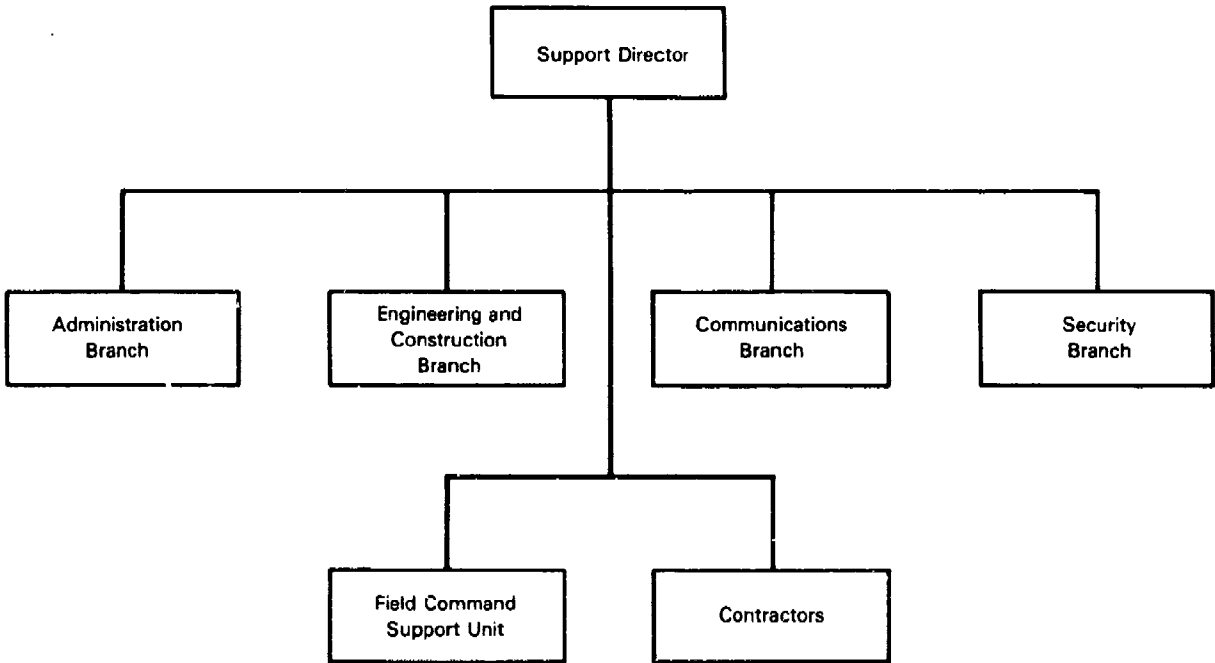 Support Director
Administration
Branch
Engineering and
Construction
Branch
Communications
Branch
Security
Branch
Field Command
Support Unit
Contractors